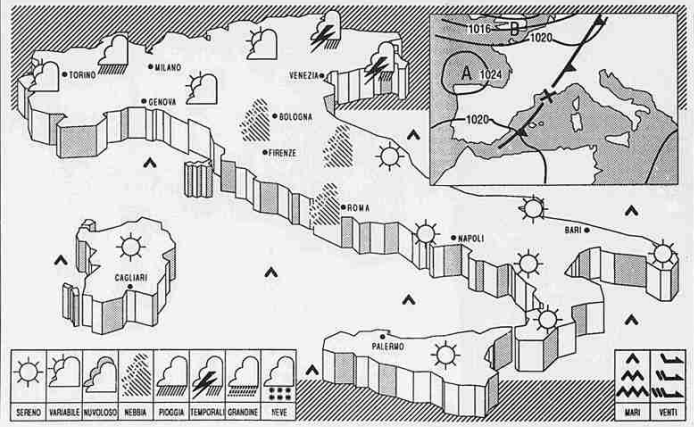 1016
B
1020
A
1024
1020
TORINO
MILANO
VENEZIA
GENOVA
BOLOGNA
FIRENZE
ROMA
NAPOLI
BARI
CAGLIARI
PALERMO
SERENO VARIABILE NUVOLOSO NEBBIA PIOGGIA TEMPORALI GRANDINE NEVE
MARI VENTI